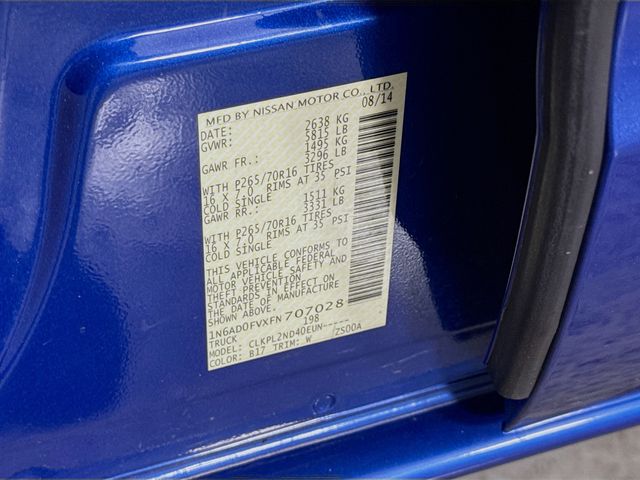 MFD BY NISSAN MOTOR CO., LTD.
DATE: 08/14
GVWR: 2638 KG
5815 LB
GAWR FR.: 1495 KG
3296 LB
WITH P265/70R16 TIRES
16 X 7.0 RIMS AT 35 PSI
COLD SINGLE
GAWR RR.: 1511 KG
3331 LB
WITH P265/70R16 TIRES
16 X 7.0 RIMS AT 35 PSI
COLD SINGLE
THIS VEHICLE CONFORMS TO
ALL APPLICABLE FEDERAL
MOTOR VEHICLE SAFETY AND
THEFT PREVENTION
STANDARDS IN EFFECT ON
THE DATE OF MANUFACTURE
SHOWN ABOVE.
1N6AD0FVXFN707028
TRUCK 198
MODEL: CLKPL2ND40EUN-----
COLOR: B17 TRIM: W /ZS00A